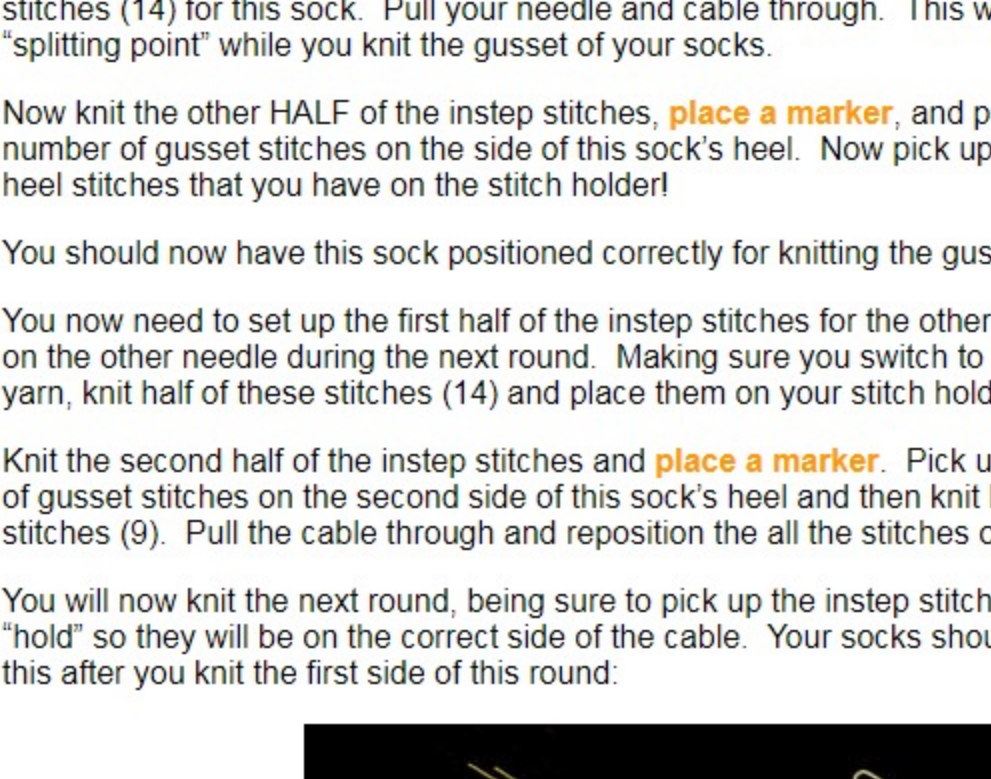 stitches (14) for this sock.  Pull your needle and cable through.  This
“splitting point” while you knit the gusset of your socks.
Now knit the other HALF of the instep stitches, place a marker, and
number of gusset stitches on the side of this sock’s heel.  Now pick up
heel stitches that you have on the stitch holder!
You should now have this sock positioned correctly for knitting the
You now need to set up the first half of the instep stitches for the other
on the other needle during the next round.  Making sure you switch to
yarn, knit half of these stitches (14) and place them on your stitch
Knit the second half of the instep stitches and place a marker.  Pick
of gusset stitches on the second side of this sock’s heel and then knit
stitches (9).  Pull the cable through and reposition the all the stitches
You will now knit the next round, being sure to pick up the instep
“hold” so they will be on the correct side of the cable.  Your socks
this after you knit the first side of this round: